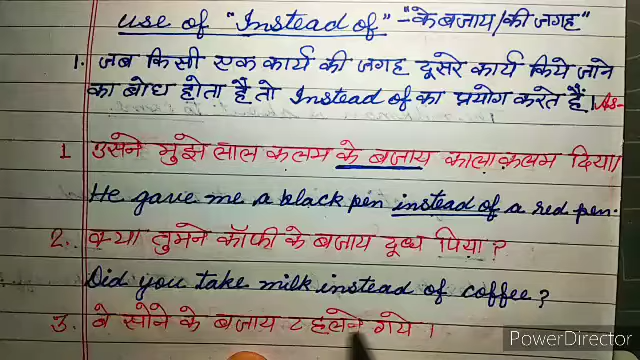 use of "Instead of" - "के बजाय/की जगह"
1. जब किसी एक कार्य की जगह दूसरे कार्य किये जाने
का बोध होता है तो Instead of का प्रयोग करते हैं। As-
1 उसने मुझे लाल कलम के बजाय काला कलम दिया।
He gave me a black pen instead of a red pen.
2. क्या तुमने कॉफी के बजाय दूध पिया?
Did you take milk instead of coffee?
3. वे सोने के बजाय टहलने गये ।
PowerDirector